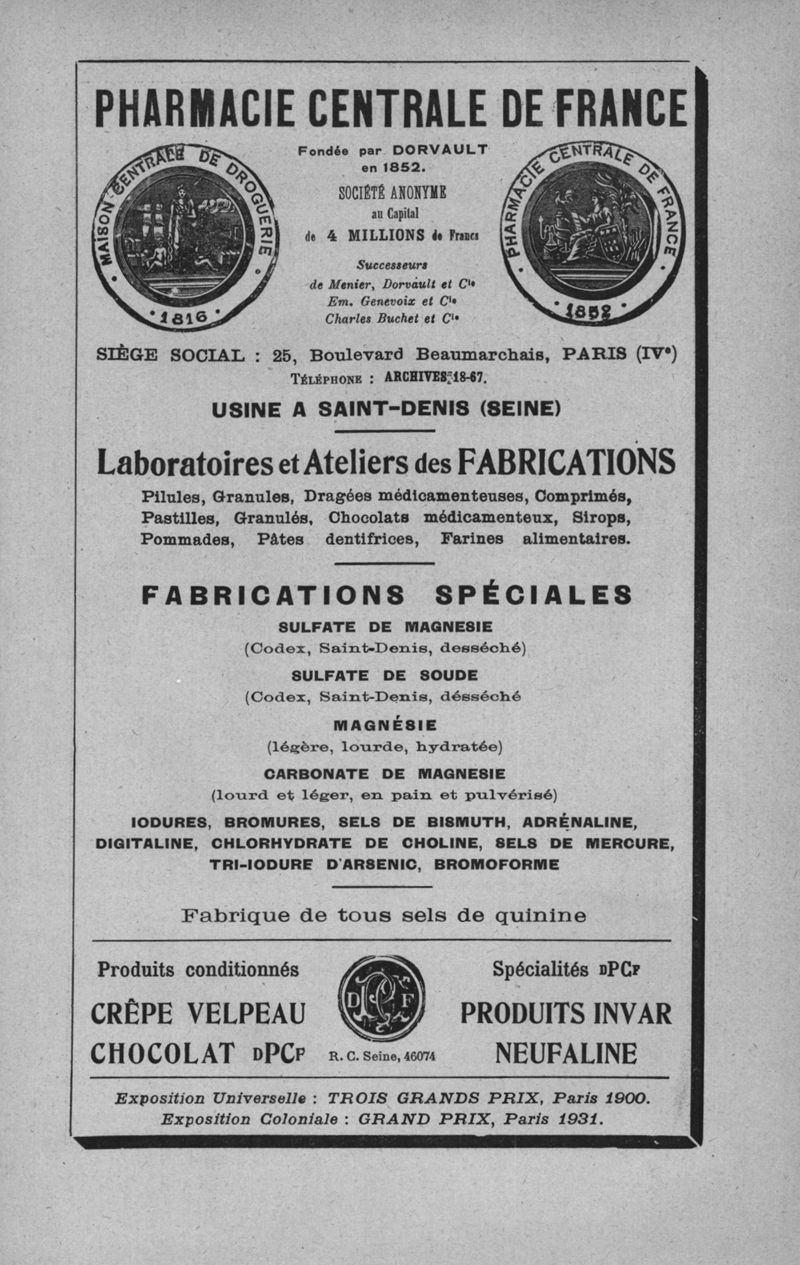 PHARMACIE CENTRALE DE FRANCE
MAISON CENTRALE DE DROGUERIE
1816
Fondée par DORVAULT
en 1852.
SOCIÉTÉ ANONYME
au Capital
de 4 MILLIONS de Francs
Successeurs
de Menier, Dorvault et Cie
Em. Genevoix et Cie
Charles Buchet et Cie
PHARMACIE CENTRALE DE FRANCE
1852
SIÈGE SOCIAL : 25, Boulevard Beaumarchais, PARIS (IVe)
TÉLÉPHONE : ARCHIVES 18-67.
USINE A SAINT-DENIS (SEINE)
Laboratoires et Ateliers des FABRICATIONS
Pilules, Granules, Dragées médicamenteuses, Comprimés,
Pastilles, Granulés, Chocolats médicamenteux, Sirops,
Pommades, Pâtes dentifrices, Farines alimentaires.
FABRICATIONS SPÉCIALES
SULFATE DE MAGNESIE
(Codex, Saint-Denis, desséché)
SULFATE DE SOUDE
(Codex, Saint-Denis, désséché
MAGNÉSIE
(légère, lourde, hydratée)
CARBONATE DE MAGNESIE
(lourd et léger, en pain et pulvérisé)
IODURES, BROMURES, SELS DE BISMUTH, ADRÉNALINE,
DIGITALINE, CHLORHYDRATE DE CHOLINE, SELS DE MERCURE,
TRI-IODURE D'ARSENIC, BROMOFORME
Fabrique de tous sels de quinine
Produits conditionnés
CRÊPE VELPEAU
CHOCOLAT DPCF
DPCF
R. C. Seine, 46074
Spécialités DPCF
PRODUITS INVAR
NEUFALINE
Exposition Universelle : TROIS GRANDS PRIX, Paris 1900.
Exposition Coloniale : GRAND PRIX, Paris 1931.